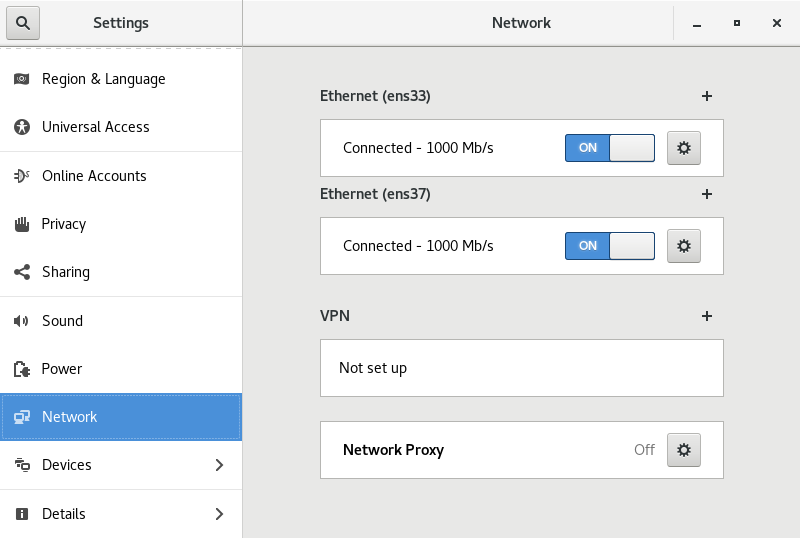 Settings
Network
Region & Language
Universal Access
Online Accounts
Privacy
Sharing
Sound
Power
Network
Devices
Details
Ethernet (ens33)
Connected - 1000 Mb/s ON
Ethernet (ens37)
Connected - 1000 Mb/s ON
VPN
Not set up
Network Proxy Off